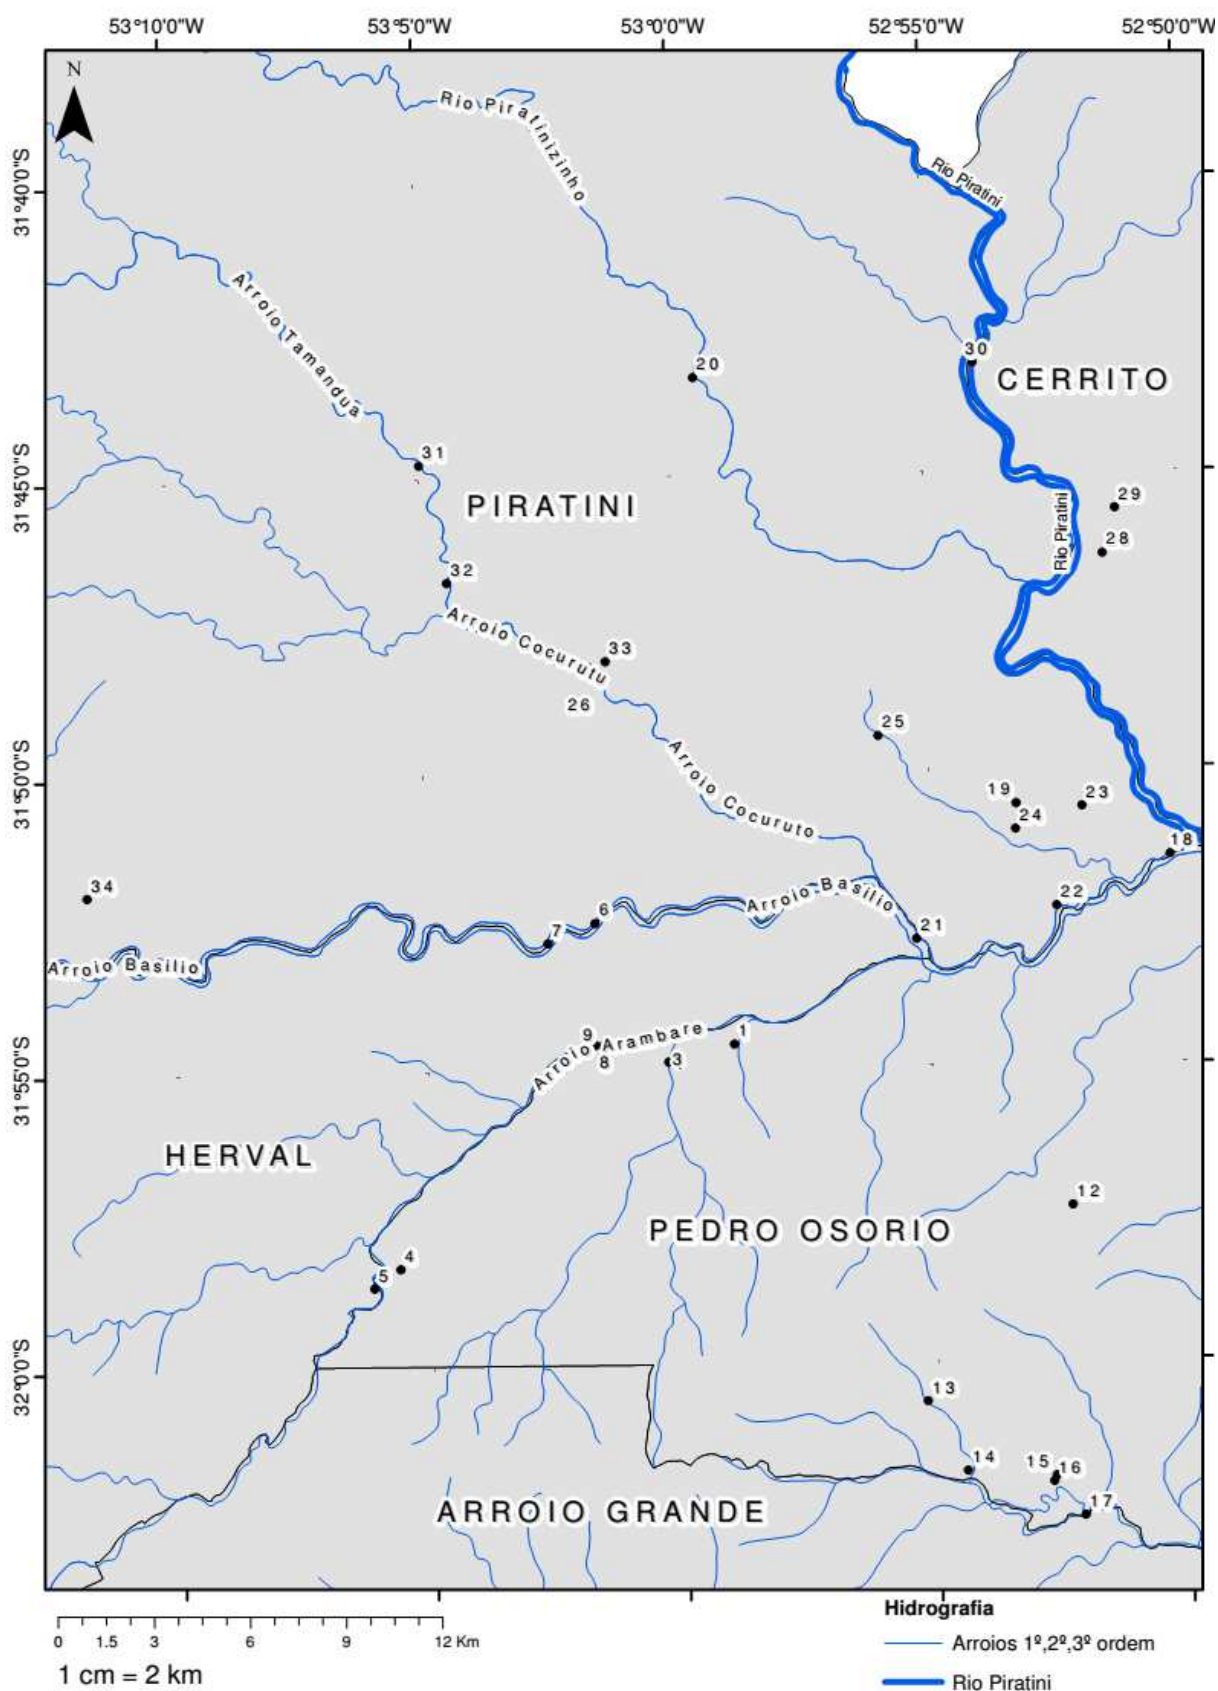 53°10'0"W 53°5'0"W 53°0'0"W 52°55'0"W 52°50'0"W
N
Rio Piratinizinho
Rio Piratini
31°40'0"S
Arroio Tamandua
30
20
CERRITO
31
31°45'0"S
PIRATINI
29
Rio Piratini
28
32
Arroio Cocurutu
33
26
25
Arroio Cocuruto
31°50'0"S
19
23
24
18
34
Arroio Basilio
22
6
21
7
Arroio Basilio
9
Arroio Arambare
1
8
3
31°55'0"S
HERVAL
12
PEDRO OSORIO
4
5
32°0'0"S
13
14
15
16
17
ARROIO GRANDE
0 1.5 3 6 9 12 Km
1 cm = 2 km
Hidrografia
Arroios 1º,2º,3º ordem
Rio Piratini